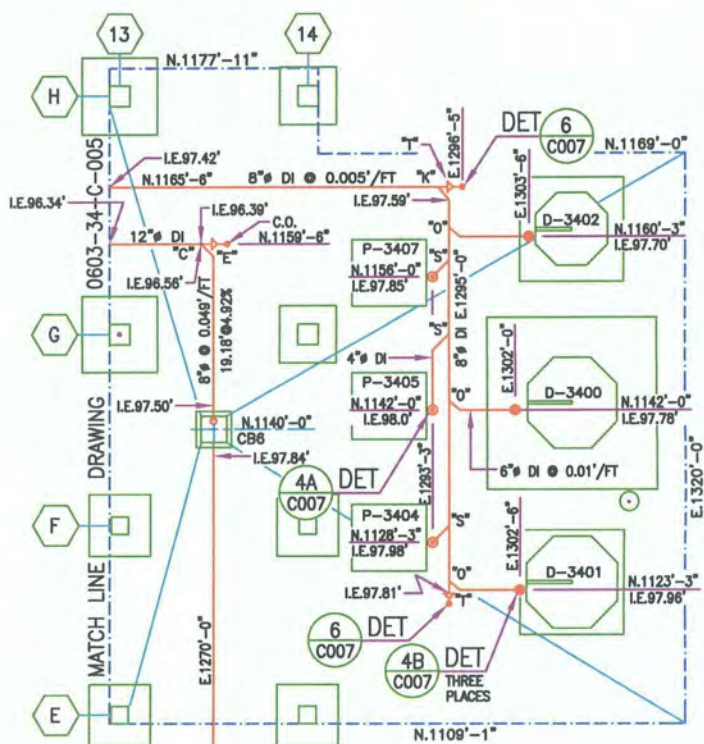 13
14
N.1177'-11"
H
DET
6
C007
"T"
E.1296'-5"
N.1169'-0"
I.E.97.42'
N.1165'-6"
8"⌀ DI @ 0.005'/FT
"K"
E.1303'-6"
I.E.96.34'
I.E.96.39'
C.O.
I.E.97.59'
D-3402
N.1160'-3"
I.E.97.70'
12"⌀ DI
"C"
"E"
N.1159'-6"
"O"
P-3407
"S"
N.1156'-0"
I.E.97.85'
I.E.96.56'
0603-34-C-005
G
8"⌀ @ 0.049'/FT
19.18'@4.92%
"S"
8"⌀ DI E.1295'-0"
E.1302'-0"
4"⌀ DI
P-3405
"O"
D-3400
N.1142'-0"
I.E.98.0'
N.1142'-0"
I.E.97.78'
I.E.97.50'
N.1140'-0"
CB6
I.E.97.84'
6"⌀ DI @ 0.01'/FT
4A
C007
DET
E.1293'-3"
E.1320'-0"
MATCH LINE DRAWING
F
P-3404
"S"
E.1302'-6"
N.1128'-3"
I.E.97.98'
"O"
D-3401
N.1123'-3"
I.E.97.96'
I.E.97.81'
"T"
6
C007
DET
4B
C007
DET
THREE
PLACES
E.1270'-0"
E
N.1109'-1"